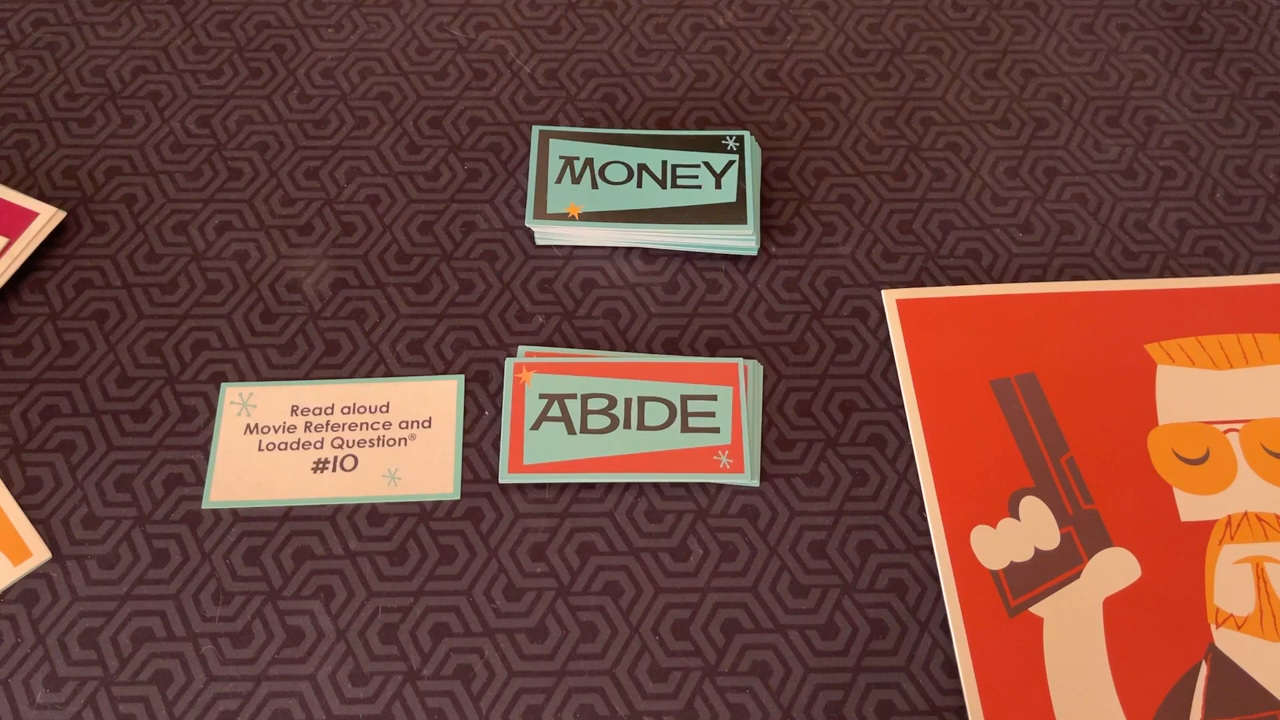 MONEY
Read aloud
Movie Reference and
Loaded Question®
#10
ABIDE